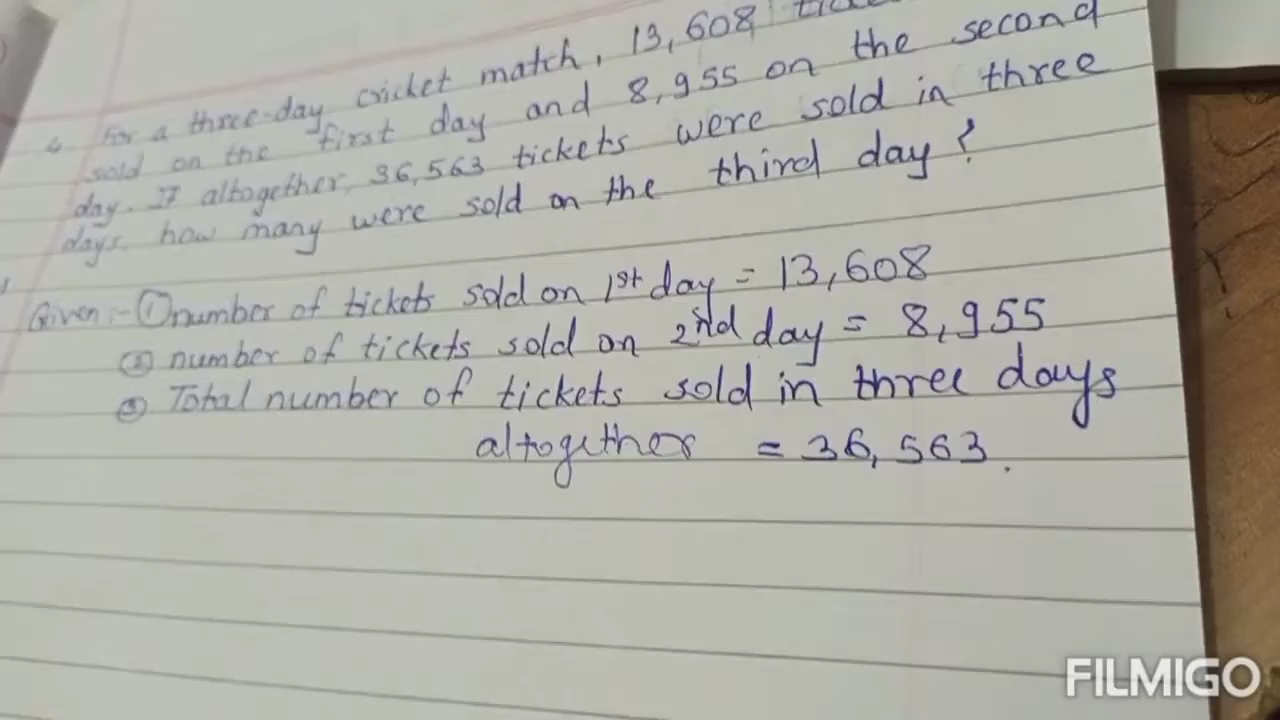 6. For a three-day cricket match, 13,608
sold on the first day and 8,955 on the second
day. If altogether, 36,563 tickets were sold in three
days, how many were sold on the third day?
Given:- ① number of tickets sold on 1st day = 13,608
② number of tickets sold on 2nd day = 8,955
③ Total number of tickets sold in three days
altogether = 36,563.
FILMIGO